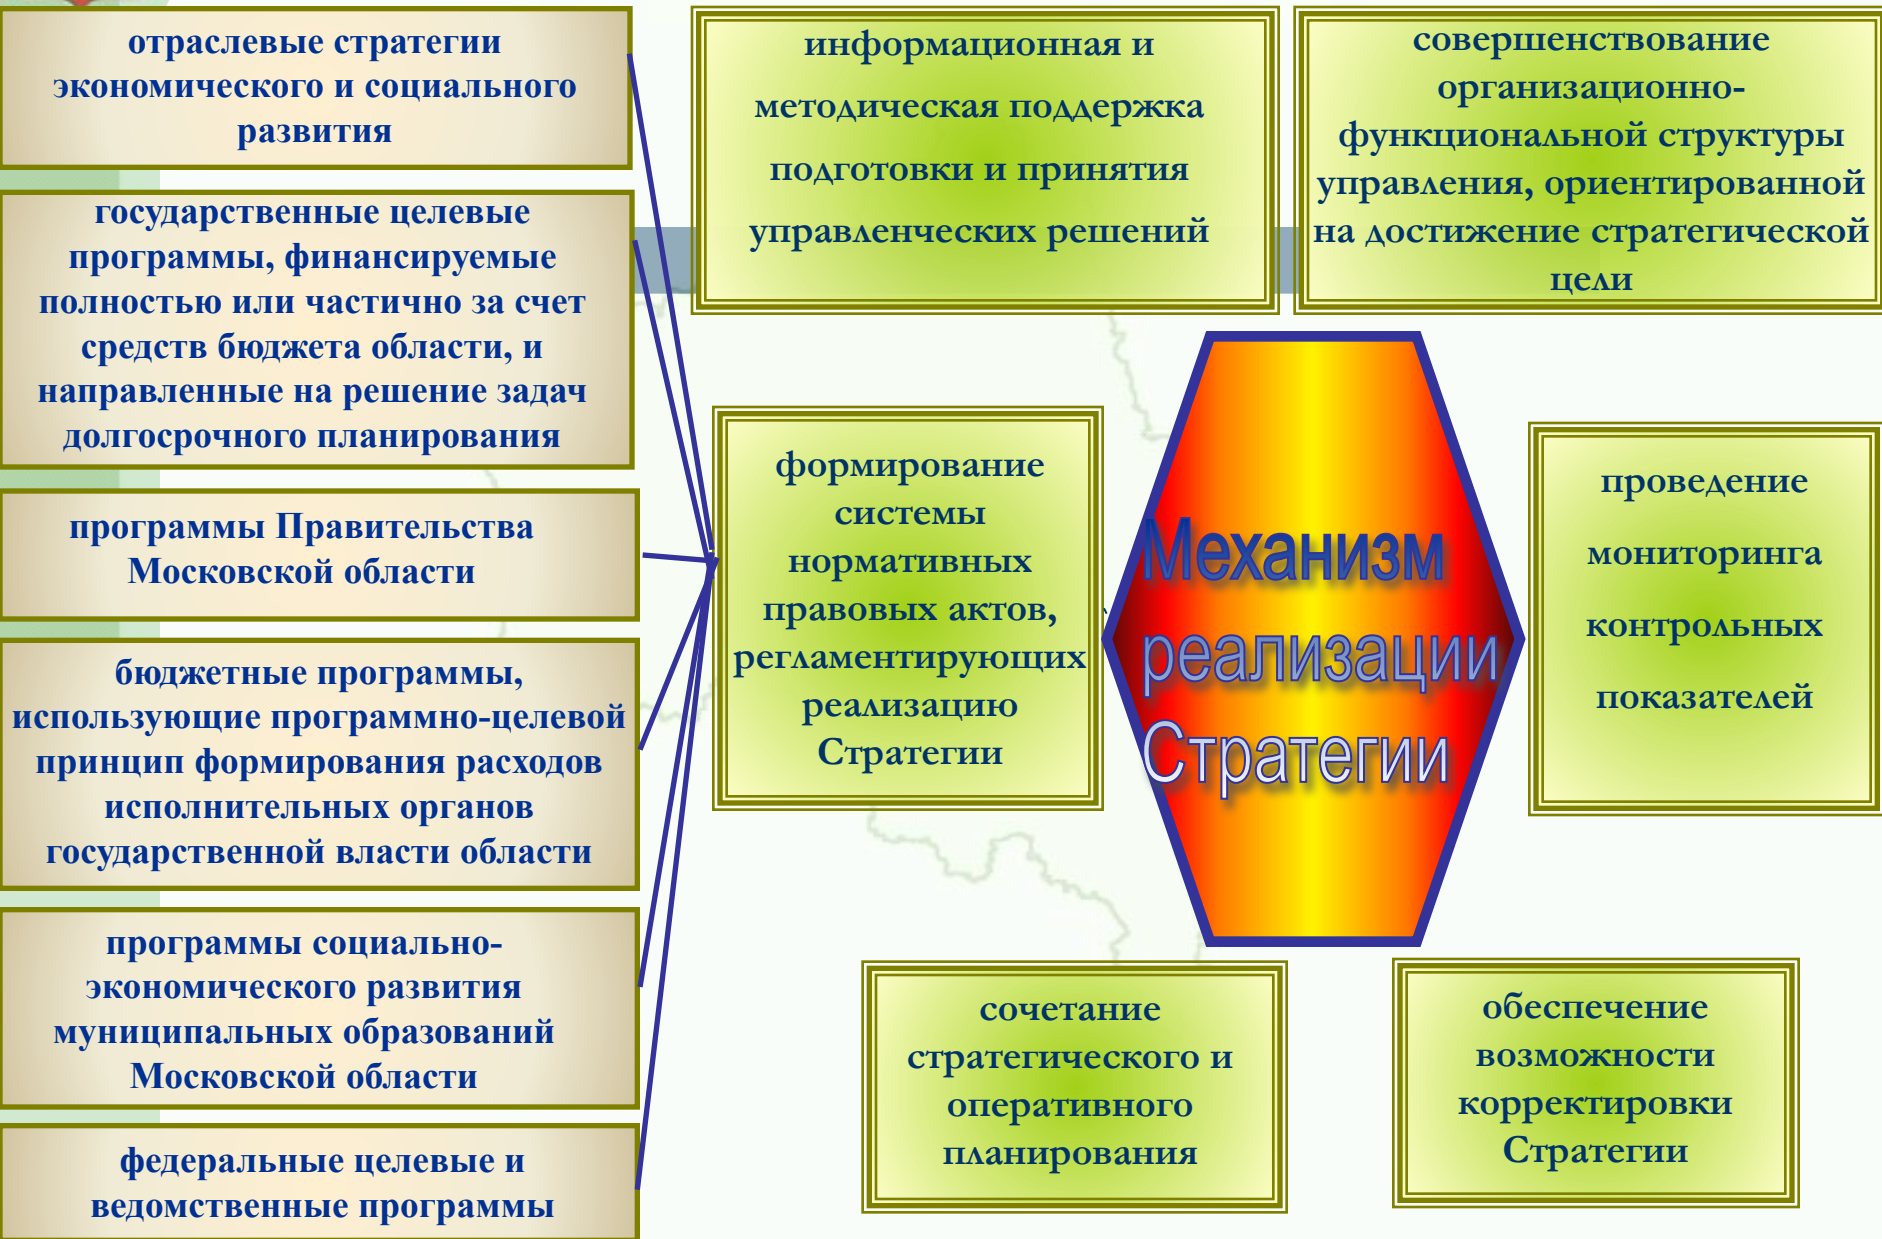 отраслевые стратегии
экономического и социального
развития
государственные целевые
программы, финансируемые
полностью или частично за счет
средств бюджета области, и
направленные на решение задач
долгосрочного планирования
программы Правительства
Московской области
бюджетные программы,
использующие программно-целевой
принцип формирования расходов
исполнительных органов
государственной власти области
программы социально-
экономического развития
муниципальных образований
Московской области
федеральные целевые и
ведомственные программы
информационная и
методическая поддержка
подготовки и принятия
управленческих решений
совершенствование
организационно-
функциональной структуры
управления, ориентированной
на достижение стратегической
цели
формирование
системы
нормативных
правовых актов,
регламентирующих
реализацию
Стратегии
Механизм
реализации
Стратегии
проведение
мониторинга
контрольных
показателей
сочетание
стратегического и
оперативного
планирования
обеспечение
возможности
корректировки
Стратегии